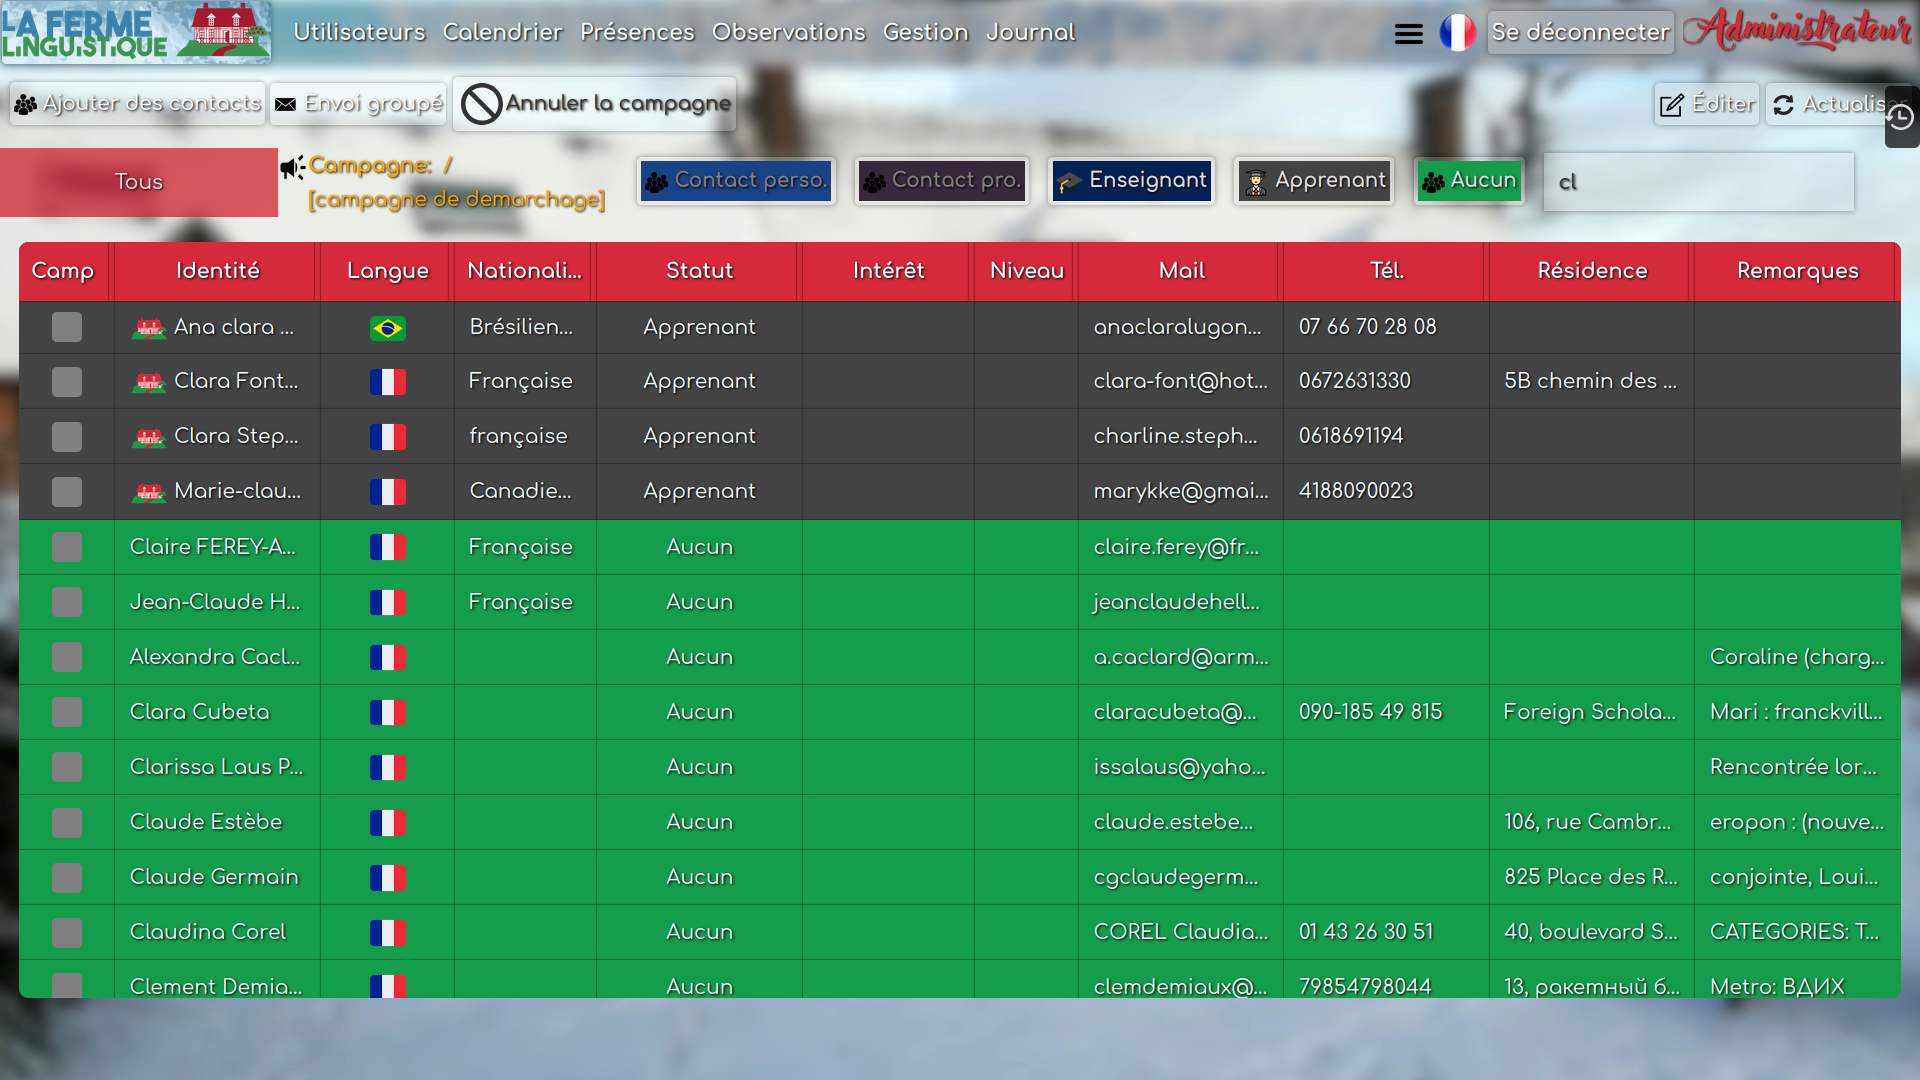 LA FERME
LiNGUiSTiQUE
Utilisateurs Calendrier Présences Observations Gestion Journal
Se déconnecter
Administrateur
Ajouter des contacts
Envoi groupé
Annuler la campagne
Éditer
Actualiser
Tous
Campagne: /
[campagne de demarchage]
Contact perso.
Contact pro.
Enseignant
Apprenant
Aucun
cl
Camp Identité Langue Nationali... Statut Intérêt Niveau Mail Tél. Résidence Remarques
Ana clara ... Brésilien... Apprenant anaclaralugon... 07 66 70 28 08
Clara Font... Française Apprenant clara-font@hot... 0672631330 5B chemin des ...
Clara Step... française Apprenant charline.steph... 0618691194
Marie-clau... Canadie... Apprenant marykke@gmai... 4188090023
Claire FEREY-A... Française Aucun claire.ferey@fr...
Jean-Claude H... Française Aucun jeanclaudehell...
Alexandra Cacl... Aucun a.caclard@arm... Coraline (charg...
Clara Cubeta Aucun claracubeta@... 090-185 49 815 Foreign Schola... Mari : franckvill...
Clarissa Laus P... Aucun issalaus@yaho... Rencontrée lor...
Claude Estèbe Aucun claude.estebe... 106, rue Cambr... eropon : (nouve...
Claude Germain Aucun cgclaudegerm... 825 Place des R... conjointe, Loui...
Claudina Corel Aucun COREL Claudia... 01 43 26 30 51 40, boulevard S... CATEGORIES: T...
Clement Demia... Aucun clemdemiaux@... 79854798044 13, ракетный б... Metro: ВДИХ